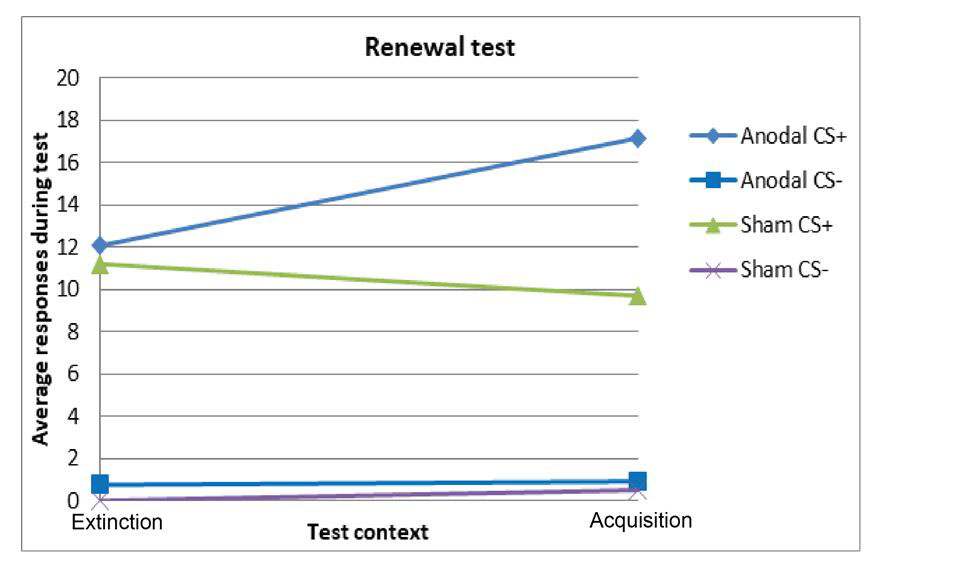 Renewal test
20
18
16
14
12
10
8
6
4
2
0
Average responses during test
Extinction
Acquisition
Test context
Anodal CS+
Anodal CS-
Sham CS+
Sham CS-